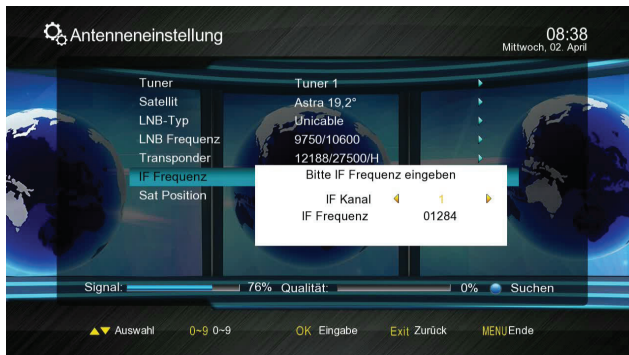 Antenneneinstellung
08:38
Mittwoch, 02. April
Tuner Tuner 1
Satellit Astra 19,2°
LNB-Typ Unicable
LNB Frequenz 9750/10600
Transponder 12188/27500/H
IF Frequenz
Sat Position
Bitte IF Frequenz eingeben
IF Kanal 1
IF Frequenz 01284
Signal: 76% Qualität: 0% Suchen
Auswahl 0~9 0~9 OK Eingabe Exit Zurück MENU Ende